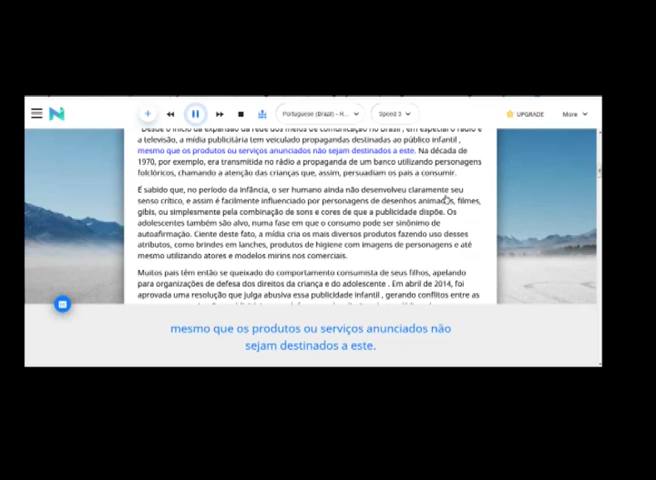 Portuguese (Brazil) - R...
Speed 3
UPGRADE
More
Desde o início da expansão da rede dos meios de comunicação no Brasil , em especial o rádio e
a televisão, a mídia publicitária tem veiculado propagandas destinadas ao público infantil ,
mesmo que os produtos ou serviços anunciados não sejam destinados a este. Na década de
1970, por exemplo, era transmitida no rádio a propaganda de um banco utilizando personagens
folclóricos, chamando a atenção das crianças que, assim, persuadiam os pais a consumir.
É sabido que, no período da infância, o ser humano ainda não desenvolveu claramente seu
senso crítico, e assim é facilmente influenciado por personagens de desenhos animados, filmes,
gibis, ou simplesmente pela combinação de sons e cores de que a publicidade dispõe. Os
adolescentes também são alvo, numa fase em que o consumo pode ser sinônimo de
autoafirmação. Ciente deste fato, a mídia cria os mais diversos produtos fazendo uso desses
atributos, como brindes em lanches, produtos de higiene com imagens de personagens e até
mesmo utilizando atores e modelos mirins nos comerciais.
Muitos pais têm então se queixado do comportamento consumista de seus filhos, apelando
para organizações de defesa dos direitos da criança e do adolescente . Em abril de 2014, foi
aprovada uma resolução que julga abusiva essa publicidade infantil , gerando conflitos entre as
mesmo que os produtos ou serviços anunciados não
sejam destinados a este.